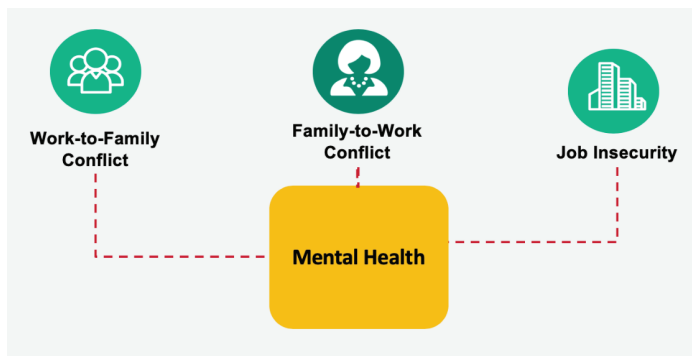 Work-to-Family
Conflict
Family-to-Work
Conflict
Job Insecurity
Mental Health